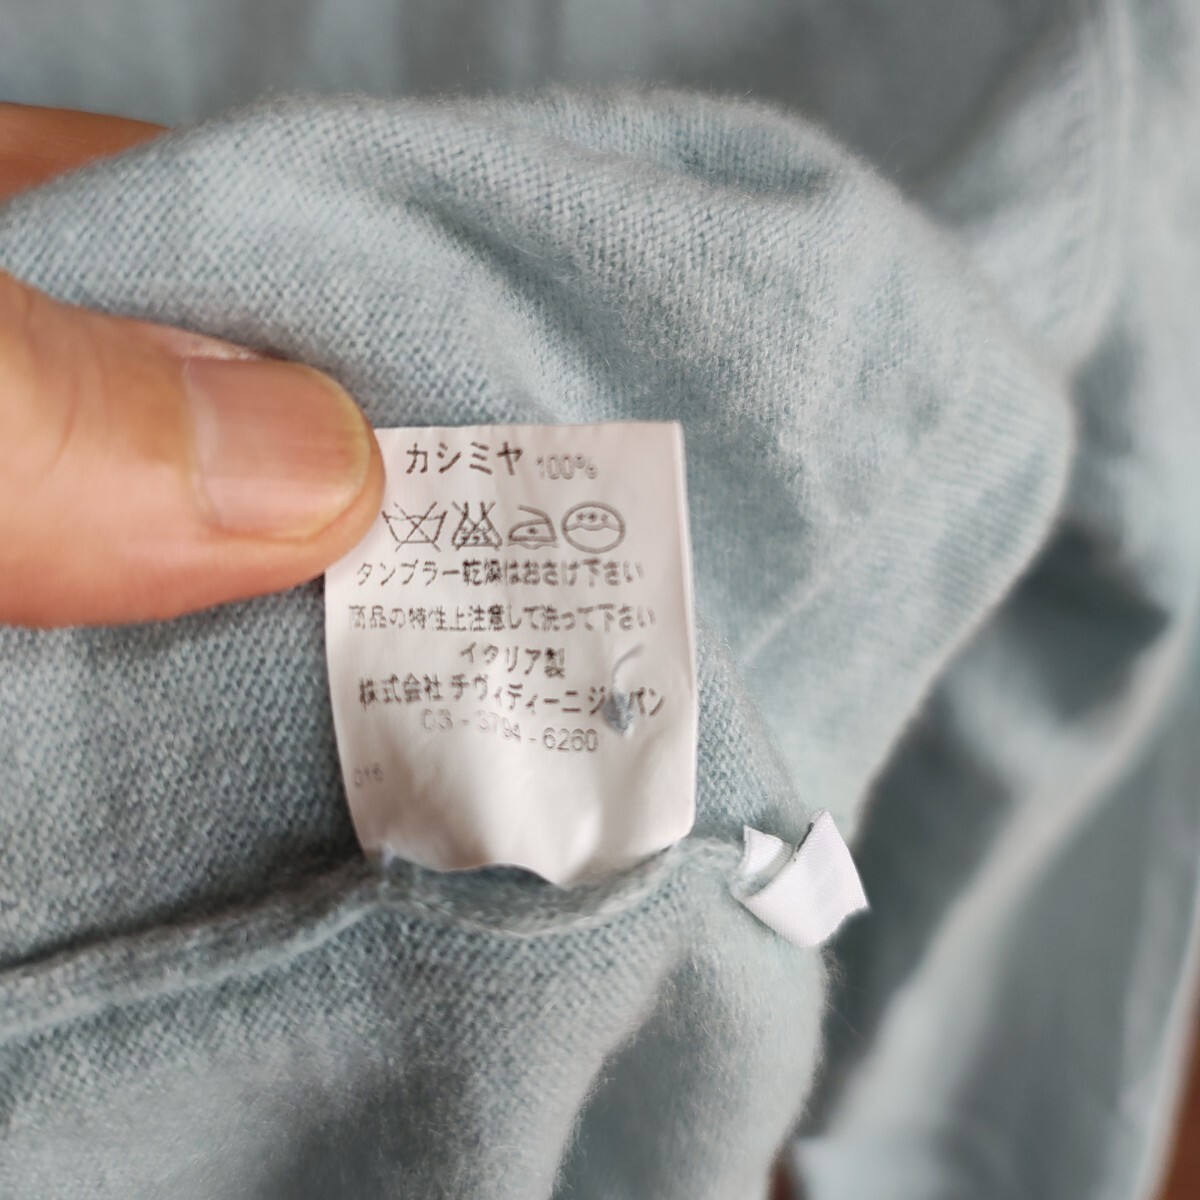 カシミヤ 100%
タンブラー乾燥はおさけ下さい
商品の特性上注意して洗って下さい
イタリア製
株式会社 チヴィディーニ ジャパン
03-3794-6260
016